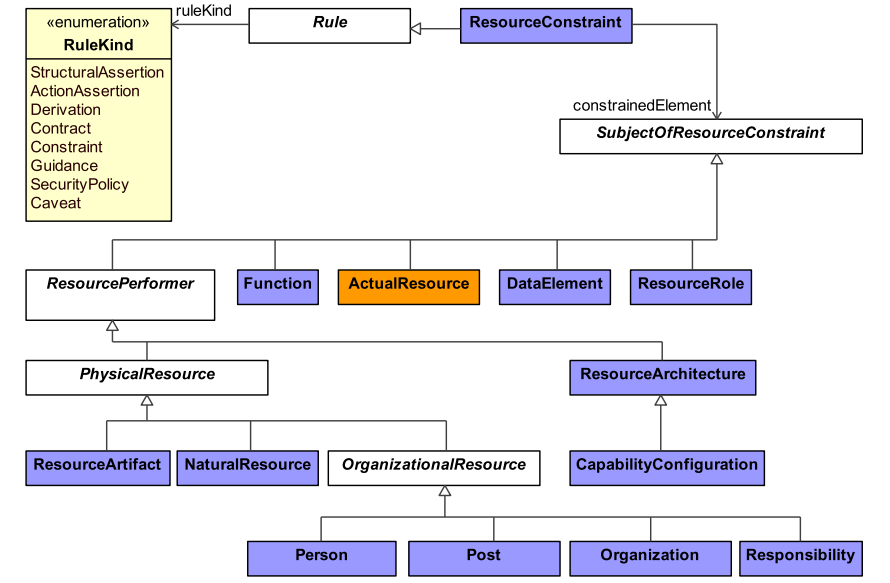 «enumeration»
RuleKind
StructuralAssertion
ActionAssertion
Derivation
Contract
Constraint
Guidance
SecurityPolicy
Caveat
ruleKind
Rule
ResourceConstraint
constrainedElement
SubjectOfResourceConstraint
ResourcePerformer
Function
ActualResource
DataElement
ResourceRole
PhysicalResource
ResourceArchitecture
ResourceArtifact
NaturalResource
OrganizationalResource
CapabilityConfiguration
Person
Post
Organization
Responsibility